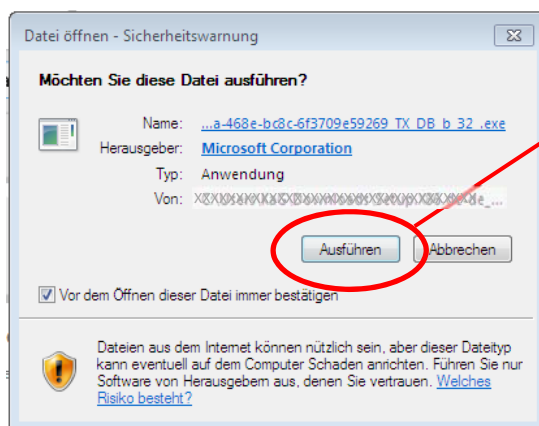 Datei öffnen - Sicherheitswarnung
Möchten Sie diese Datei ausführen?
Name: ...a-468e-bc8c-6f3709e59269_TX_DB_b_32_.exe
Herausgeber: Microsoft Corporation
Typ: Anwendung
Von:
Ausführen Abbrechen
Vor dem Öffnen dieser Datei immer bestätigen
Dateien aus dem Internet können nützlich sein, aber dieser Dateityp
kann eventuell auf dem Computer Schaden anrichten. Führen Sie nur
Software von Herausgebern aus, denen Sie vertrauen. Welches
Risiko besteht?